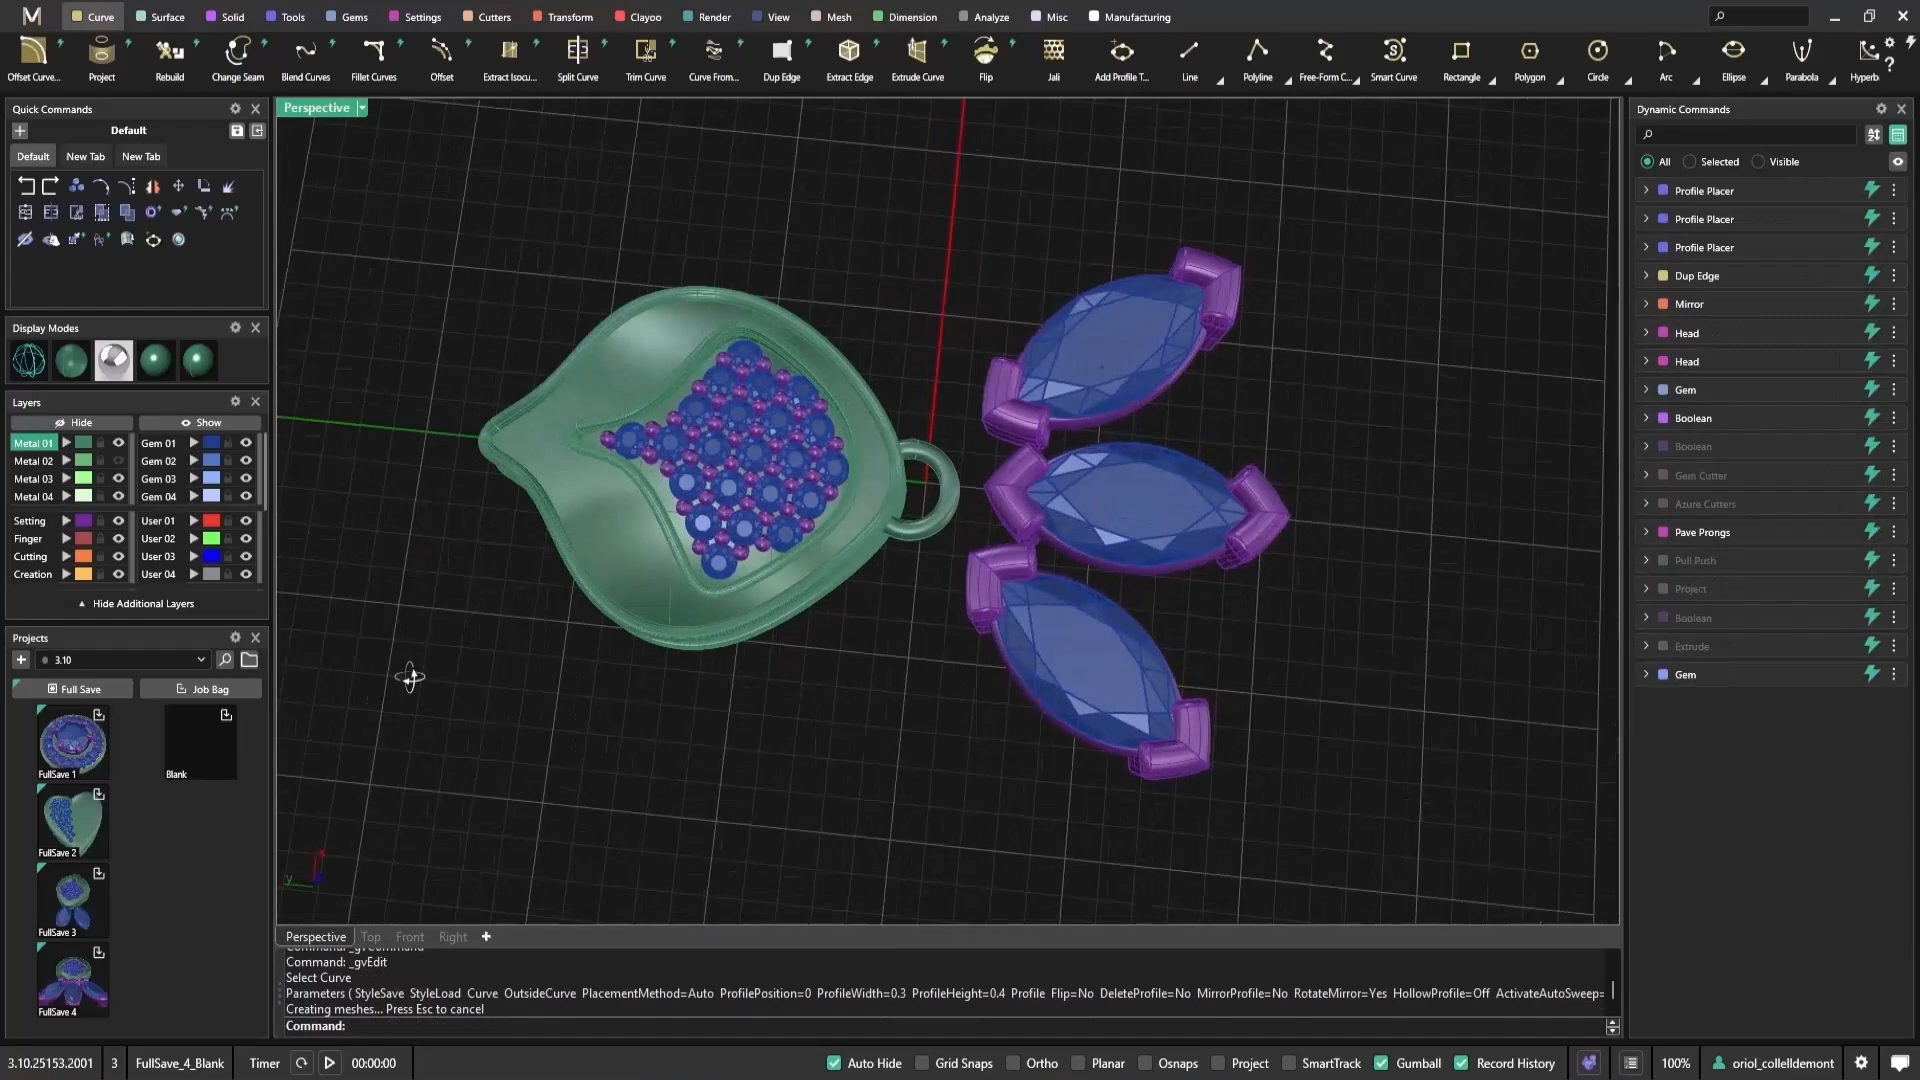 Curve Surface Solid Tools Gems Settings Cutters Transform Clayoo Render View Mesh Dimension Analyze Misc Manufacturing
Offset Curve... Project Rebuild Change Seam Blend Curves Fillet Curves Offset Extract Isocu... Split Curve Trim Curve Curve From... Dup Edge Extract Edge Extrude Curve Flip Jali Add Profile T... Line Polyline Free-Form C... Smart Curve Rectangle Polygon Circle Arc Ellipse Parabola Hyperb
Quick Commands
Default
Default New Tab New Tab
Display Modes
Layers
Hide Show
Metal 01 Gem 01
Metal 02 Gem 02
Metal 03 Gem 03
Metal 04 Gem 04
Setting User 01
Finger User 02
Cutting User 03
Creation User 04
Hide Additional Layers
Projects
3.10
Full Save Job Bag
FullSave 1 Blank
FullSave 2
FullSave 3
FullSave 4
Perspective
y
Perspective Top Front Right
Command: _gvEdit
Select Curve
Parameters ( StyleSave StyleLoad Curve OutsideCurve PlacementMethod=Auto ProfilePosition=0 ProfileWidth=0.3 ProfileHeight=0.4 Profile Flip=No DeleteProfile=No MirrorProfile=No RotateMirror=Yes HollowProfile=Off ActivateAutoSweep=
Creating meshes... Press Esc to cancel
Command:
Dynamic Commands
All Selected Visible
Profile Placer
Profile Placer
Profile Placer
Dup Edge
Mirror
Head
Head
Gem
Boolean
Boolean
Gem Cutter
Azure Cutters
Pave Prongs
Pull Push
Project
Boolean
Extrude
Gem
3.10.25153.2001 3 FullSave_4_Blank Timer 00:00:00 Auto Hide Grid Snaps Ortho Planar Osnaps Project SmartTrack Gumball Record History 100% oriol_collelldemont